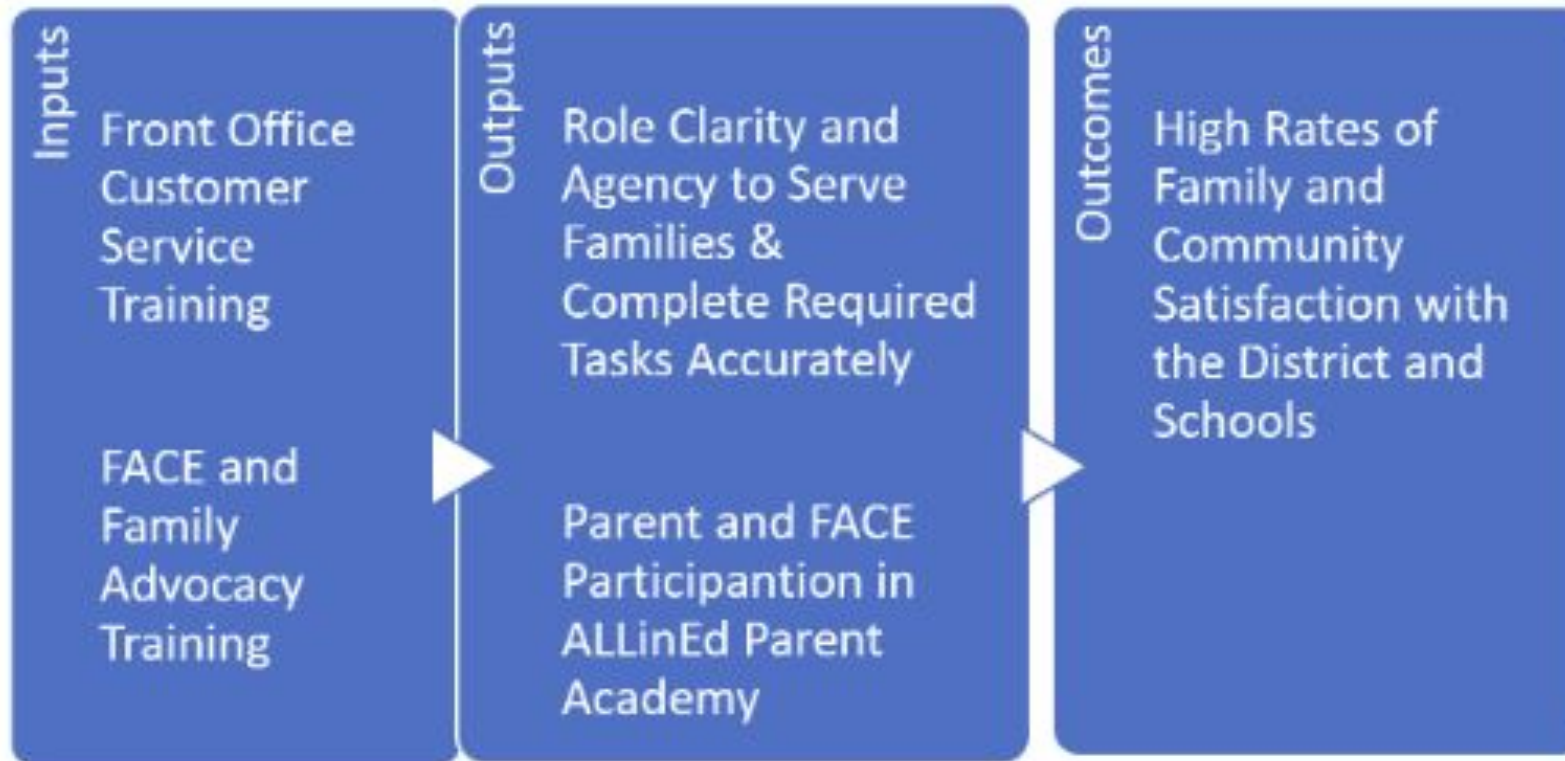 Inputs
Front Office
Customer
Service
Training
FACE and
Family
Advocacy
Training
Outputs
Role Clarity and
Agency to Serve
Families &
Complete Required
Tasks Accurately
Parent and FACE
Participantion in
ALLinEd Parent
Academy
Outcomes
High Rates of
Family and
Community
Satisfaction with
the District and
Schools